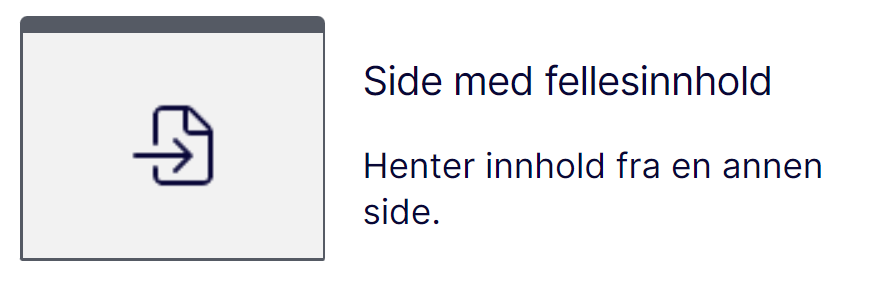 Side med fellesinnhold
Henter innhold fra en annen
side.